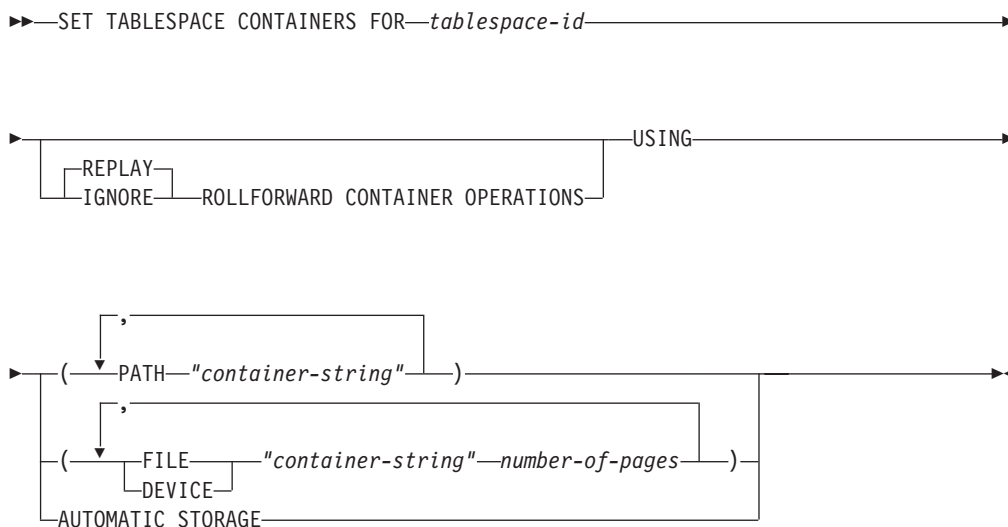 SET TABLESPACE CONTAINERS FOR tablespace-id
USING
REPLAY
IGNORE ROLLFORWARD CONTAINER OPERATIONS
,
( PATH "container-string" )
,
( FILE "container-string" number-of-pages )
DEVICE
AUTOMATIC STORAGE